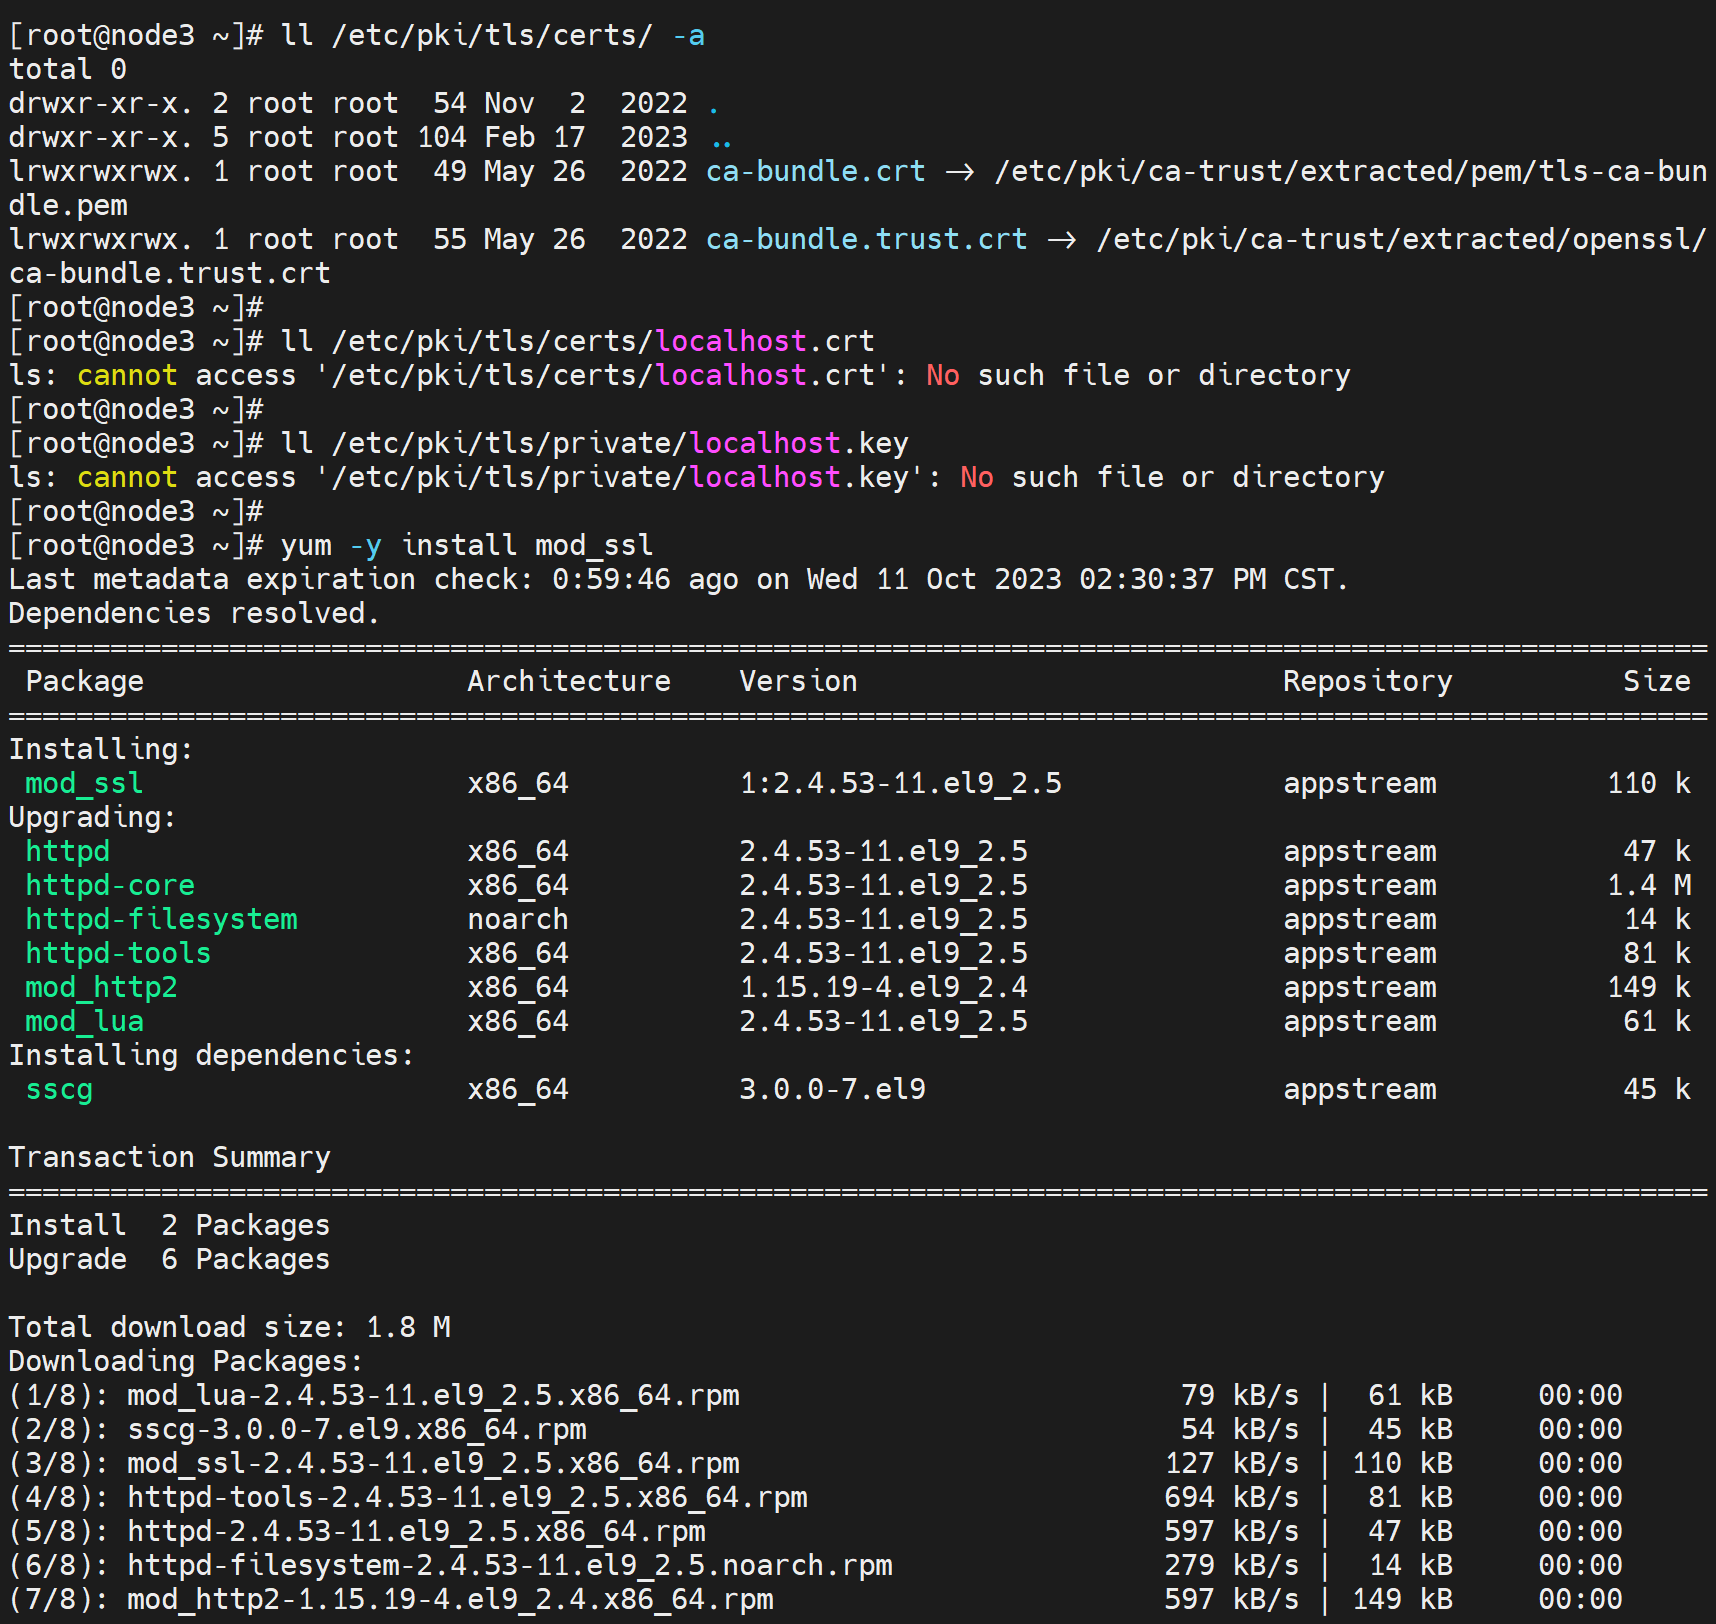 [root@node3 ~]# ll /etc/pki/tls/certs/ -a
total 0
drwxr-xr-x. 2 root root  54 Nov  2  2022 .
drwxr-xr-x. 5 root root 104 Feb 17  2023 ..
lrwxrwxrwx. 1 root root  49 May 26  2022 ca-bundle.crt -> /etc/pki/ca-trust/extracted/pem/tls-ca-bun
dle.pem
lrwxrwxrwx. 1 root root  55 May 26  2022 ca-bundle.trust.crt -> /etc/pki/ca-trust/extracted/openssl/
ca-bundle.trust.crt
[root@node3 ~]#
[root@node3 ~]# ll /etc/pki/tls/certs/localhost.crt
ls: cannot access '/etc/pki/tls/certs/localhost.crt': No such file or directory
[root@node3 ~]#
[root@node3 ~]# ll /etc/pki/tls/private/localhost.key
ls: cannot access '/etc/pki/tls/private/localhost.key': No such file or directory
[root@node3 ~]#
[root@node3 ~]# yum -y install mod_ssl
Last metadata expiration check: 0:59:46 ago on Wed 11 Oct 2023 02:30:37 PM CST.
Dependencies resolved.
====================================================================================================
 Package                   Architecture    Version                         Repository          Size
====================================================================================================
Installing:
 mod_ssl                   x86_64          1:2.4.53-11.el9_2.5             appstream          110 k
Upgrading:
 httpd                     x86_64          2.4.53-11.el9_2.5               appstream           47 k
 httpd-core                x86_64          2.4.53-11.el9_2.5               appstream          1.4 M
 httpd-filesystem          noarch          2.4.53-11.el9_2.5               appstream           14 k
 httpd-tools               x86_64          2.4.53-11.el9_2.5               appstream           81 k
 mod_http2                 x86_64          1.15.19-4.el9_2.4               appstream          149 k
 mod_lua                   x86_64          2.4.53-11.el9_2.5               appstream           61 k
Installing dependencies:
 sscg                      x86_64          3.0.0-7.el9                     appstream           45 k
Transaction Summary
====================================================================================================
Install  2 Packages
Upgrade  6 Packages
Total download size: 1.8 M
Downloading Packages:
(1/8): mod_lua-2.4.53-11.el9_2.5.x86_64.rpm                          79 kB/s |  61 kB     00:00
(2/8): sscg-3.0.0-7.el9.x86_64.rpm                                   54 kB/s |  45 kB     00:00
(3/8): mod_ssl-2.4.53-11.el9_2.5.x86_64.rpm                         127 kB/s | 110 kB     00:00
(4/8): httpd-tools-2.4.53-11.el9_2.5.x86_64.rpm                     694 kB/s |  81 kB     00:00
(5/8): httpd-2.4.53-11.el9_2.5.x86_64.rpm                           597 kB/s |  47 kB     00:00
(6/8): httpd-filesystem-2.4.53-11.el9_2.5.noarch.rpm                279 kB/s |  14 kB     00:00
(7/8): mod_http2-1.15.19-4.el9_2.4.x86_64.rpm                       597 kB/s | 149 kB     00:00